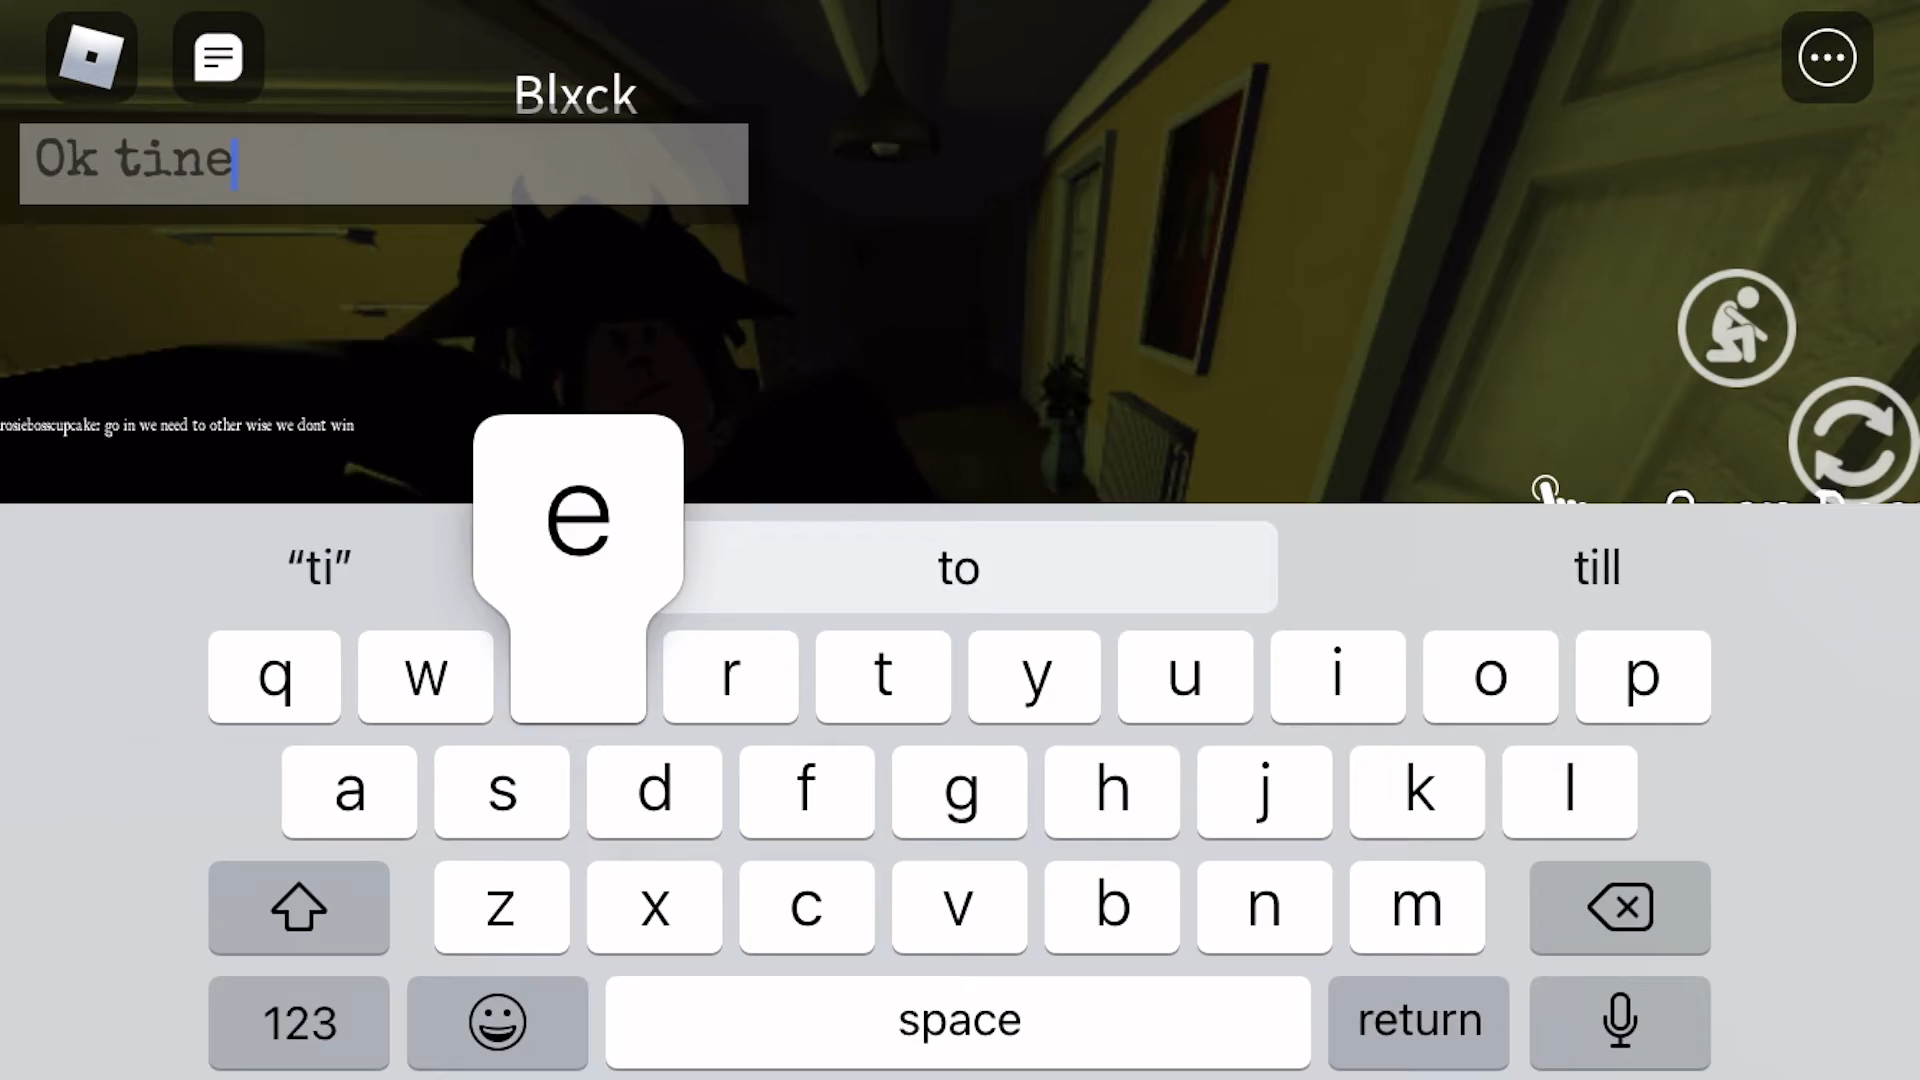 Blxck
Ok tine
rosiebosscupcake: go in we need to other wise we dont win
e
“ti” to till
q w r t y u i o p
a s d f g h j k l
z x c v b n m
123 space return